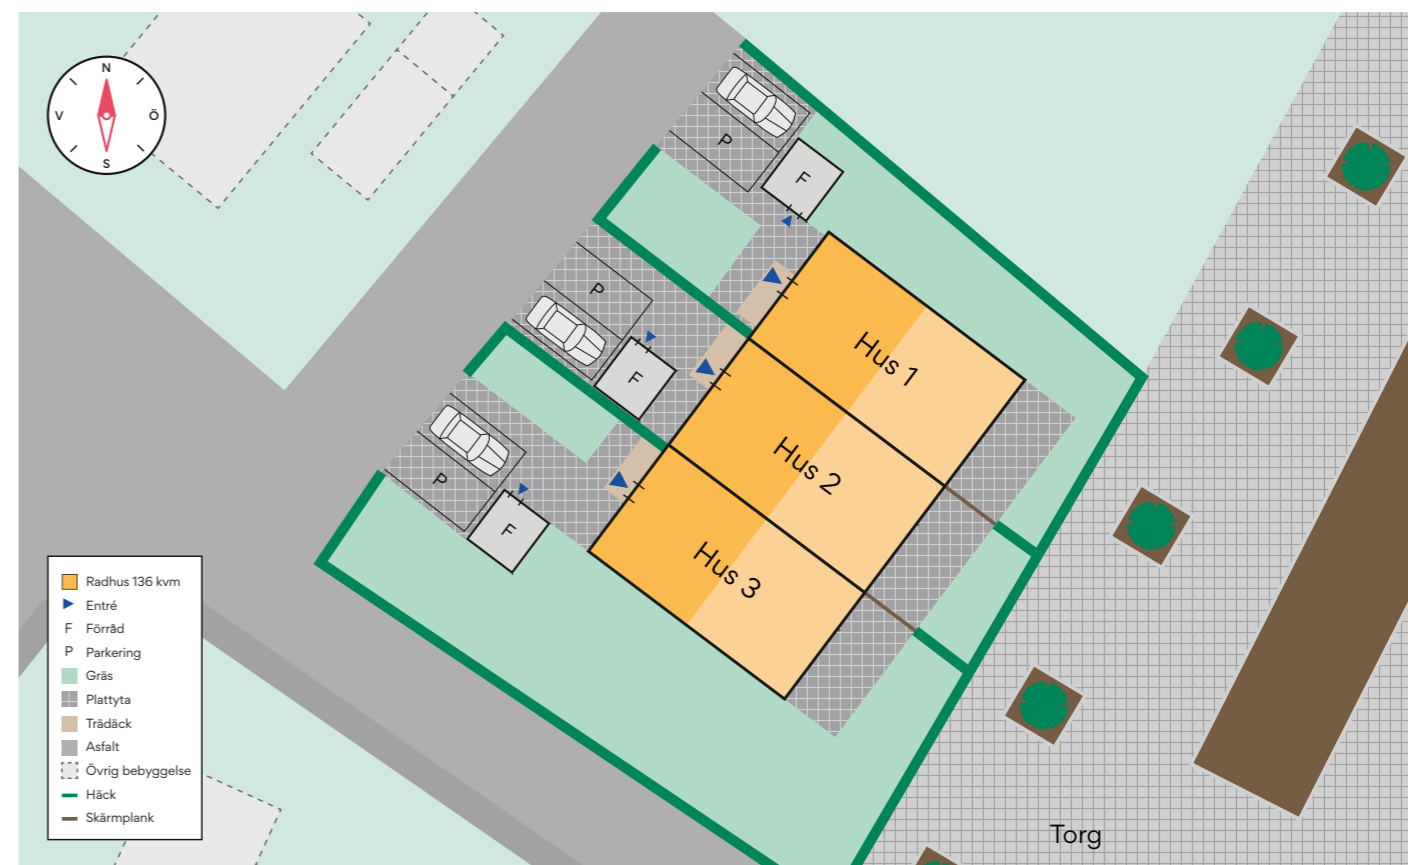 N
V
Ö
S
P
F
P
F
P
F
Hus 1
Hus 2
Hus 3
Radhus 136 kvm
Entré
F Förråd
P Parkering
Gräs
Plattyta
Trädäck
Asfalt
Övrig bebyggelse
Häck
Skärmplank
Torg